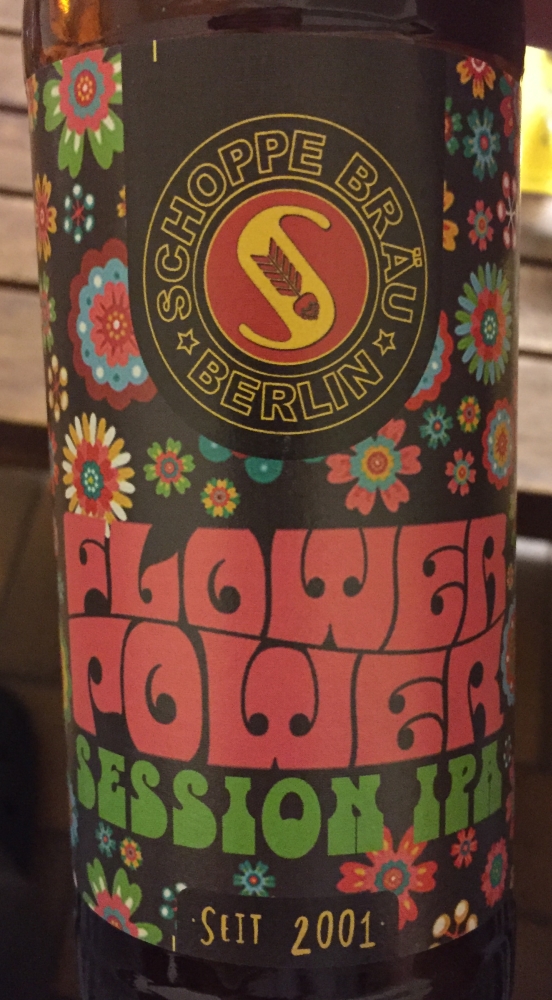 SCHOPPE BRÄU
BERLIN
FLOWER
POWER
SESSION IPA
SEIT 2001